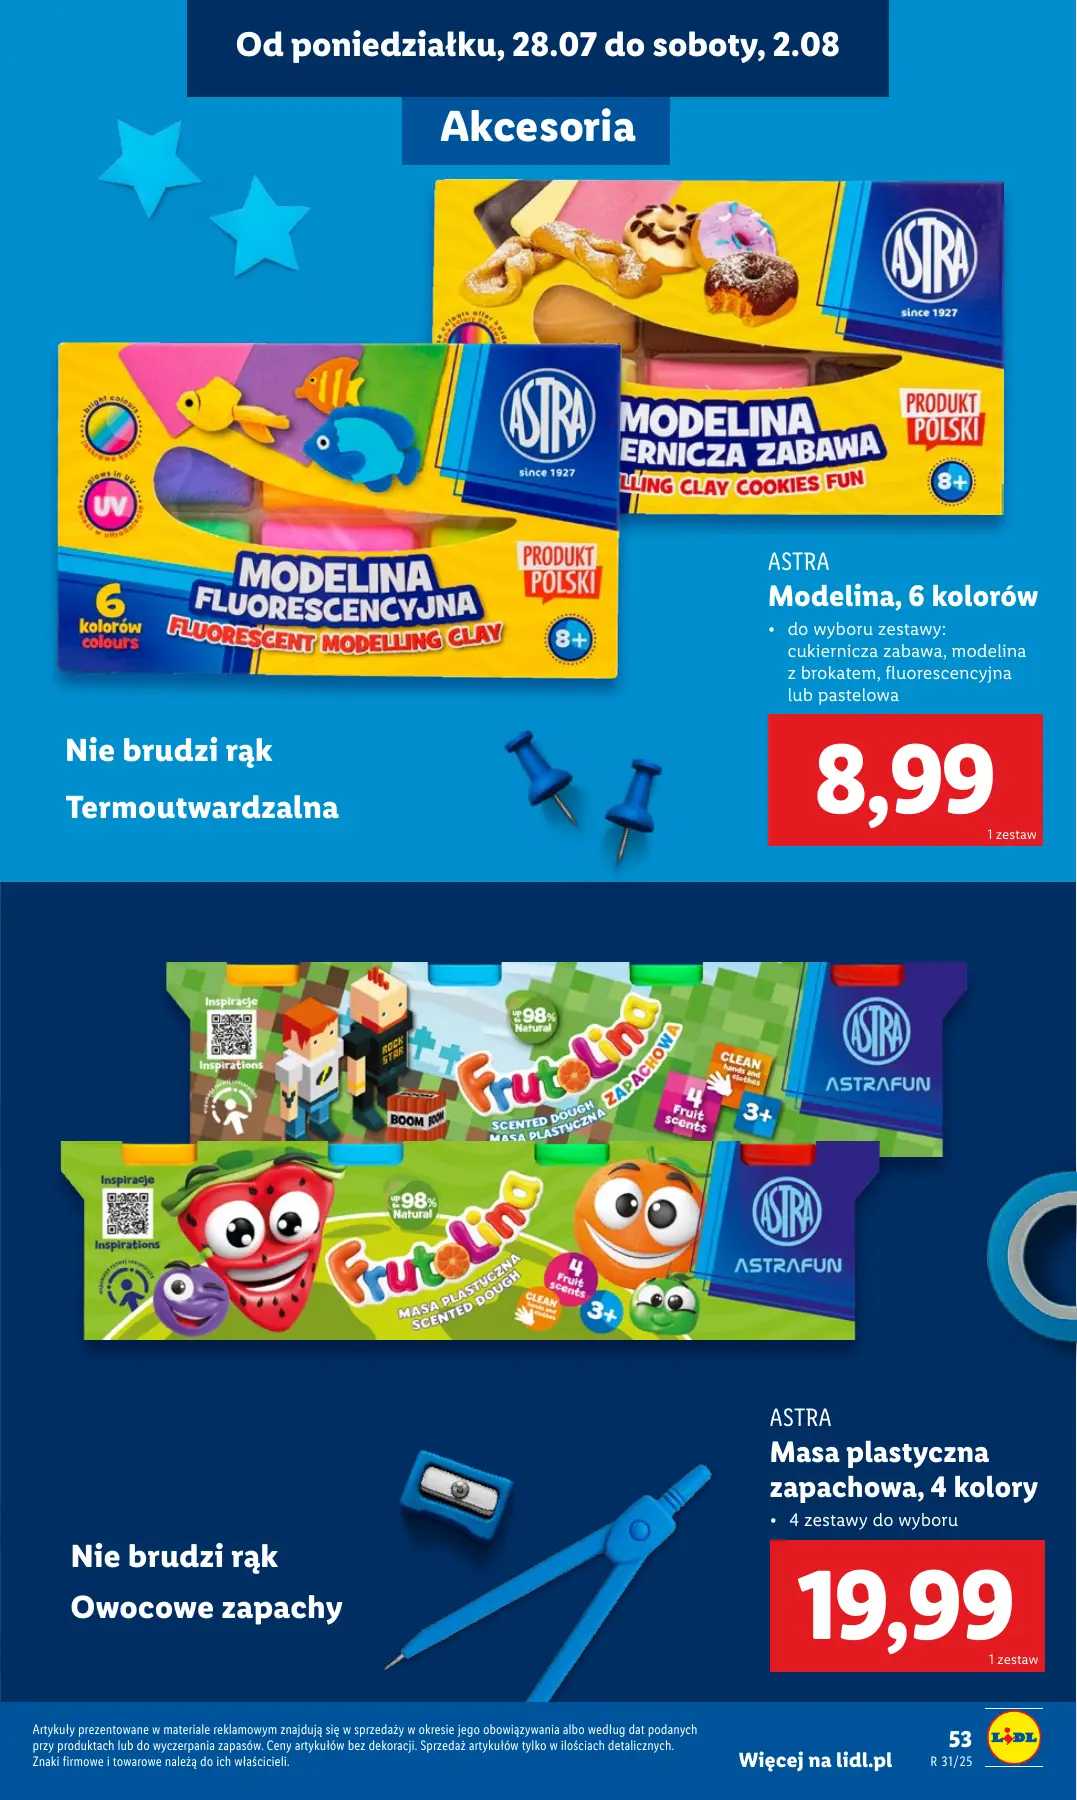 Od poniedziałku, 28.07 do soboty, 2.08
Akcesoria
ASTRA
since 1927
MODELINA
ERNICZA ZABAWA
LLING CLAY COOKIES FUN
PRODUKT
POLSKI
8+
bright colours
glows in UV
UV
ASTRA
since 1927
6
kolorów
colours
MODELINA
FLUORESCENCYJNA
FLUORESCENT MODELLING CLAY
PRODUKT
POLSKI
8+
ASTRA
Modelina, 6 kolorów
• do wyboru zestawy:
cukiernicza zabawa, modelina
z brokatem, fluorescencyjna
lub pastelowa
8,99
1 zestaw
Nie brudzi rąk
Termoutwardzalna
Inspiracje
Inspirations
ROCK
STAR
BOOM BOOM
up to 98%
Natural
FrutoLina
ZAPACHOWA
SCENTED DOUGH
MASA PLASTYCZNA
4
Fruit
scents
CLEAN
hands and
clothes
3+
ASTRA
ASTRAFUN
Inspiracje
Inspirations
up to 98%
Natural
FrutoLina
MASA PLASTYCZNA
SCENTED DOUGH
4
Fruit
scents
CLEAN
hands and
clothes
3+
ASTRA
ASTRAFUN
ASTRA
Masa plastyczna
zapachowa, 4 kolory
• 4 zestawy do wyboru
19,99
1 zestaw
Nie brudzi rąk
Owocowe zapachy
Artykuły prezentowane w materiale reklamowym znajdują się w sprzedaży w okresie jego obowiązywania albo według dat podanych
przy produktach lub do wyczerpania zapasów. Ceny artykułów bez dekoracji. Sprzedaż artykułów tylko w ilościach detalicznych.
Znaki firmowe i towarowe należą do ich właścicieli.
Więcej na lidl.pl
53
R 31/25
LIDL